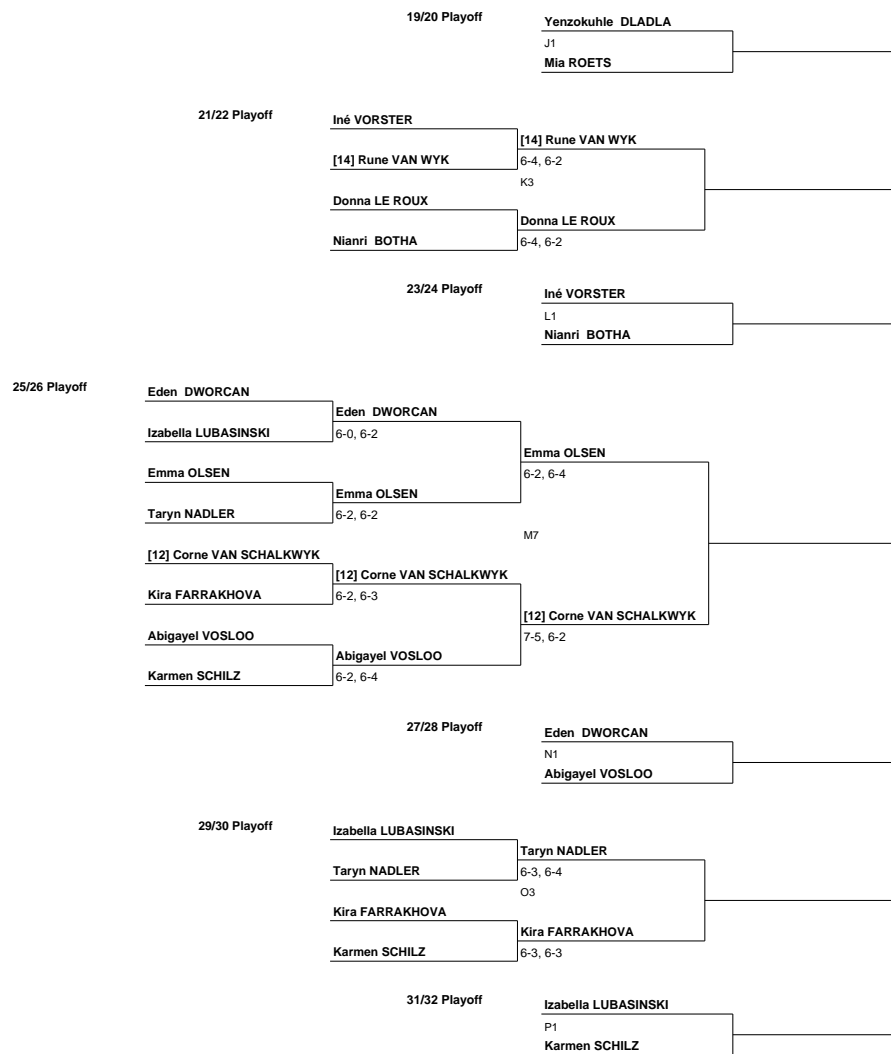 19/20 Playoff
Yenzokuhle DLADLA
J1
Mia ROETS
21/22 Playoff
Iné VORSTER
[14] Rune VAN WYK
[14] Rune VAN WYK
6-4, 6-2
K3
Donna LE ROUX
Donna LE ROUX
Nianri BOTHA
6-4, 6-2
23/24 Playoff
Iné VORSTER
L1
Nianri BOTHA
25/26 Playoff
Eden DWORCAN
Eden DWORCAN
Izabella LUBASINSKI
6-0, 6-2
Emma OLSEN
Emma OLSEN
6-2, 6-4
Emma OLSEN
Taryn NADLER
6-2, 6-2
M7
[12] Corne VAN SCHALKWYK
[12] Corne VAN SCHALKWYK
Kira FARRAKHOVA
6-2, 6-3
[12] Corne VAN SCHALKWYK
Abigayel VOSLOO
7-5, 6-2
Abigayel VOSLOO
Karmen SCHILZ
6-2, 6-4
27/28 Playoff
Eden DWORCAN
N1
Abigayel VOSLOO
29/30 Playoff
Izabella LUBASINSKI
Taryn NADLER
Taryn NADLER
6-3, 6-4
O3
Kira FARRAKHOVA
Kira FARRAKHOVA
Karmen SCHILZ
6-3, 6-3
31/32 Playoff
Izabella LUBASINSKI
P1
Karmen SCHILZ